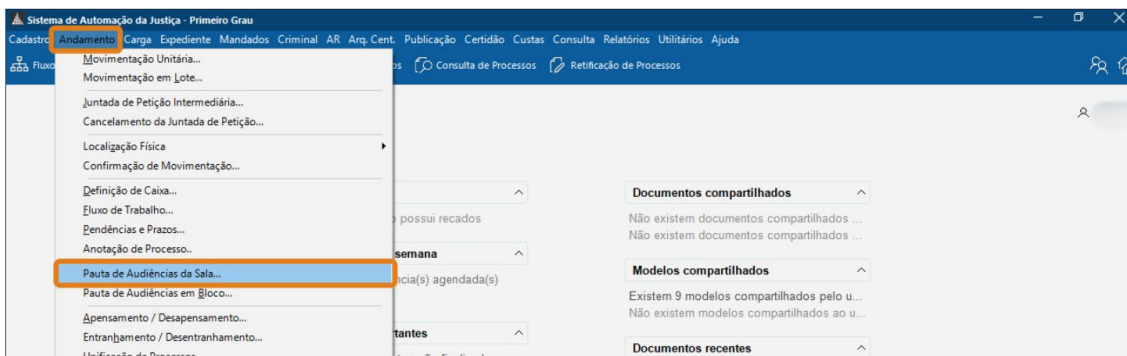 Sistema de Automação da Justiça - Primeiro Grau
Cadastro Andamento Carga Expediente Mandados Criminal AR Arq. Cent. Publicação Certidão Custas Consulta Relatórios Utilitários Ajuda
Consulta de Processos Retificação de Processos
Movimentação Unitária...
Movimentação em Lote...
Juntada de Petição Intermediária...
Cancelamento da Juntada de Petição...
Localização Física
Confirmação de Movimentação...
Definição de Caixa...
Fluxo de Trabalho...
Pendências e Prazos...
Anotação de Processo..
Pauta de Audiências da Sala...
Pauta de Audiências em Bloco...
Apensamento / Desapensamento...
Entranhamento / Desentranhamento...
possui recados
semana
agendada(s)
Documentos compartilhados
Não existem documentos compartilhados ...
Não existem documentos compartilhados ...
Modelos compartilhados
Existem 9 modelos compartilhados pelo u...
Não existem modelos compartilhados ao u...
Documentos recentes